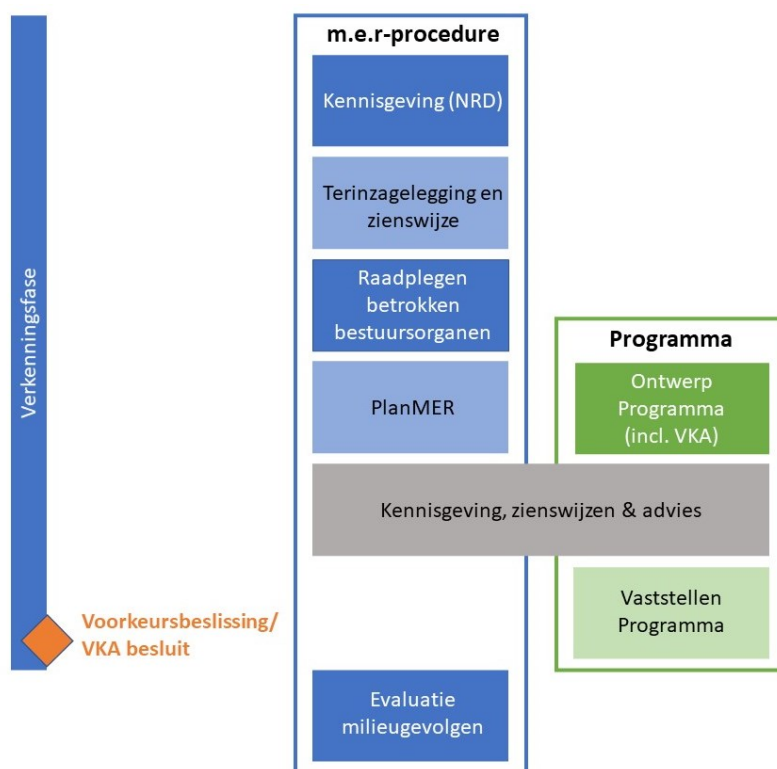 m.e.r-procedure
Kennisgeving (NRD)
Terinzagelegging en
zienswijze
Raadplegen
betrokken
bestuursorganen
PlanMER
Programma
Ontwerp
Programma
(incl. VKA)
Kennisgeving, zienswijzen & advies
Vaststellen
Programma
Verkenningsfase
Voorkeursbeslissing/
VKA besluit
Evaluatie
milieugevolgen